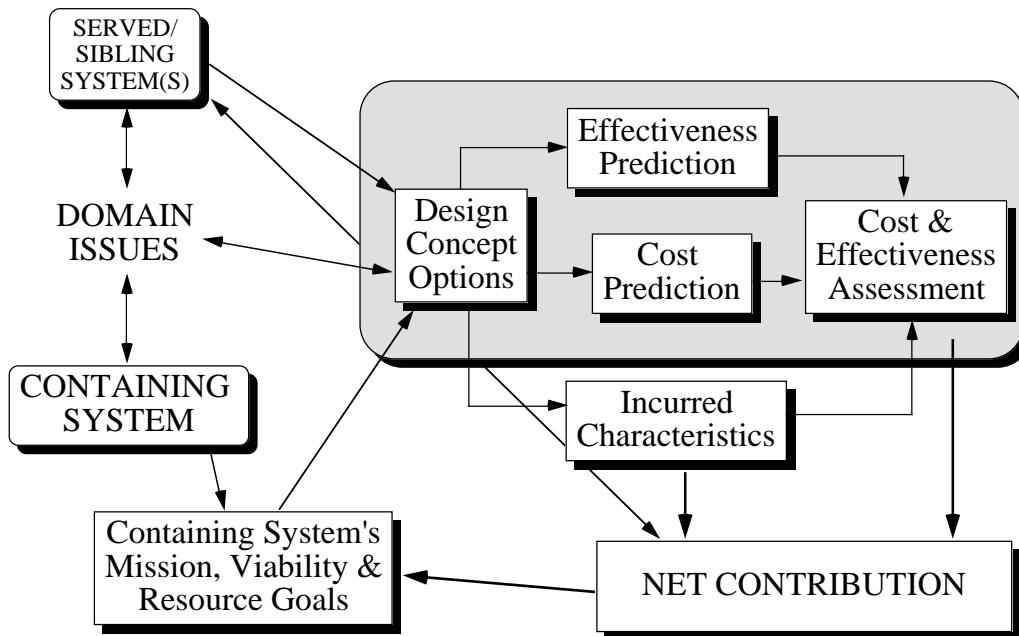 SERVED/
SIBLING
SYSTEM(S)
Effectiveness
Prediction
DOMAIN
ISSUES
Design
Concept
Options
Cost
Prediction
Cost &
Effectiveness
Assessment
CONTAINING
SYSTEM
Incurred
Characteristics
Containing System's
Mission, Viability &
Resource Goals
NET CONTRIBUTION